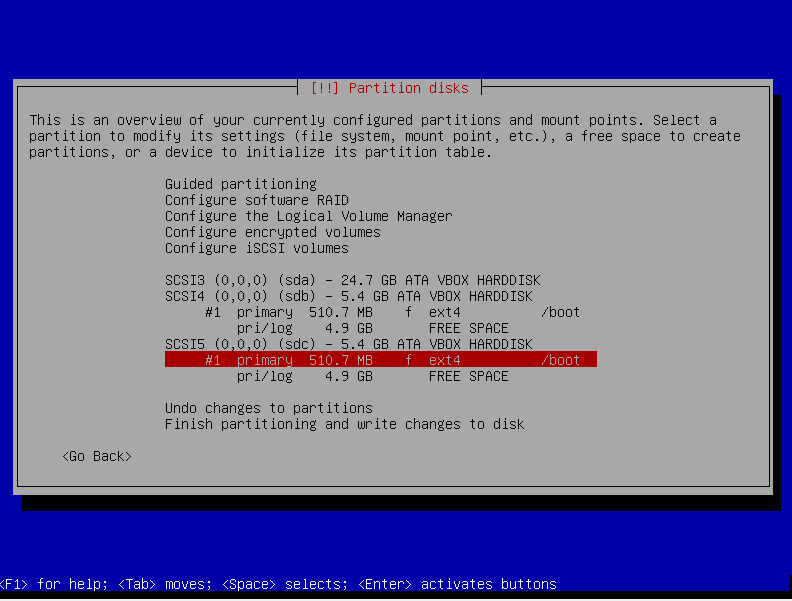 [!!] Partition disks
This is an overview of your currently configured partitions and mount points. Select a
partition to modify its settings (file system, mount point, etc.), a free space to create
partitions, or a device to initialize its partition table.
Guided partitioning
Configure software RAID
Configure the Logical Volume Manager
Configure encrypted volumes
Configure iSCSI volumes
SCSI3 (0,0,0) (sda) - 24.7 GB ATA VBOX HARDDISK
SCSI4 (0,0,0) (sdb) - 5.4 GB ATA VBOX HARDDISK
#1 primary 510.7 MB f ext4 /boot
pri/log 4.9 GB FREE SPACE
SCSI5 (0,0,0) (sdc) - 5.4 GB ATA VBOX HARDDISK
#1 primary 510.7 MB f ext4 /boot
pri/log 4.9 GB FREE SPACE
Undo changes to partitions
Finish partitioning and write changes to disk
<Go Back>
<F1> for help; <Tab> moves; <Space> selects; <Enter> activates buttons